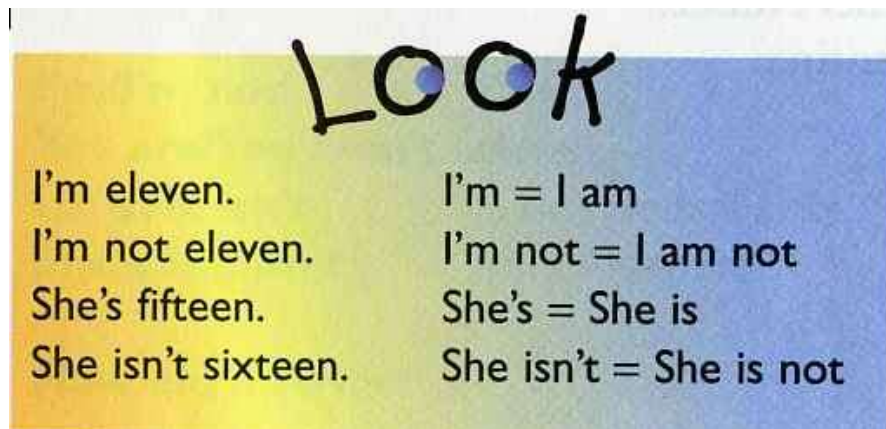 Look
I'm eleven.
I'm not eleven.
She's fifteen.
She isn't sixteen.
I'm = I am
I'm not = I am not
She's = She is
She isn't = She is not